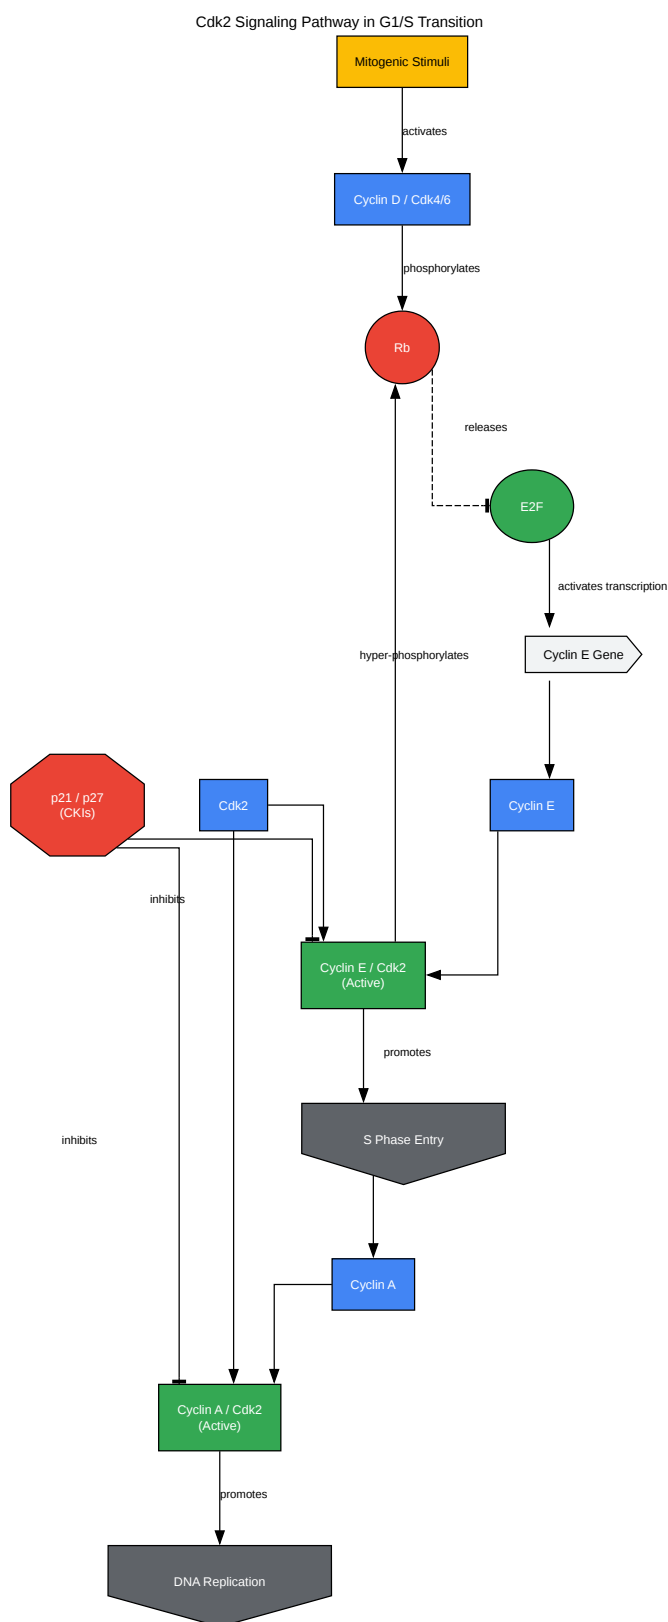 Cdk2 Signaling Pathway in G1/S Transition
Mitogenic Stimuli
activates
Cyclin D / Cdk4/6
phosphorylates
Rb
releases
E2F
activates transcription
Cyclin E Gene
hyper-phosphorylates
p21 / p27
(CKIs)
Cdk2
Cyclin E
inhibits
Cyclin E / Cdk2
(Active)
promotes
S Phase Entry
inhibits
Cyclin A
Cyclin A / Cdk2
(Active)
promotes
DNA Replication